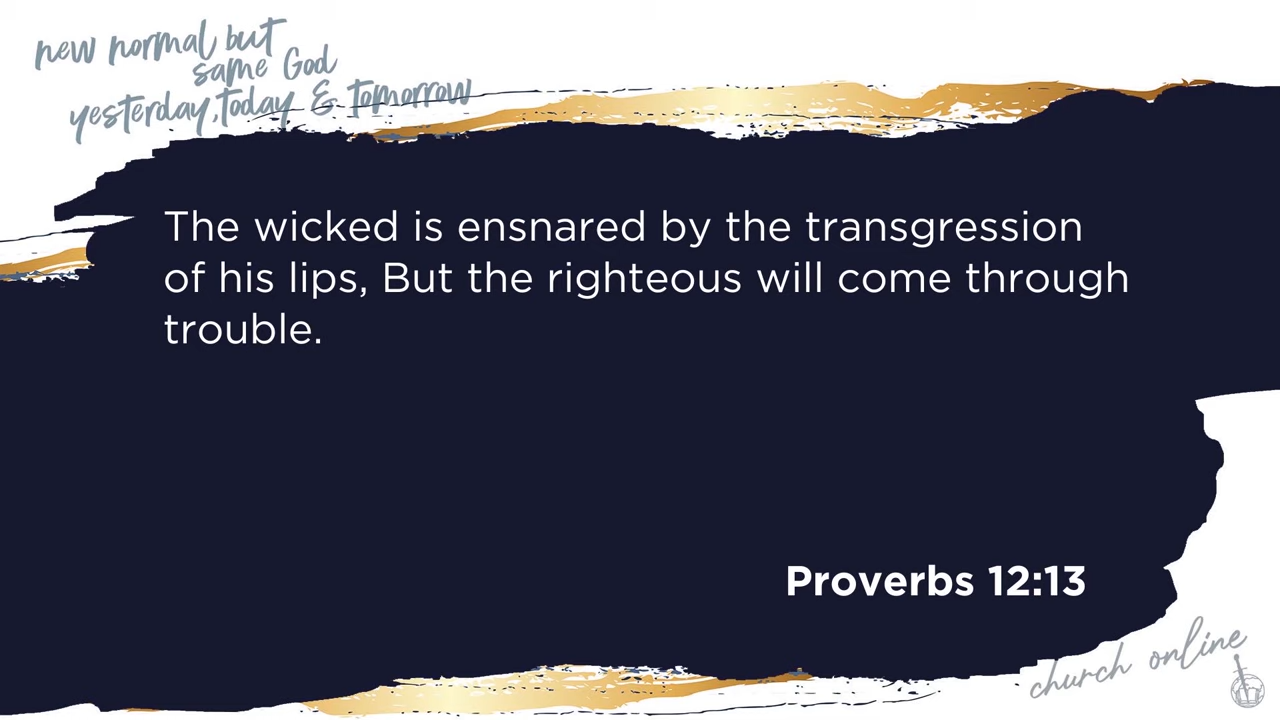 new normal but
same God
yesterday, today & tomorrow
The wicked is ensnared by the transgression
of his lips, But the righteous will come through
trouble.
Proverbs 12:13
church online